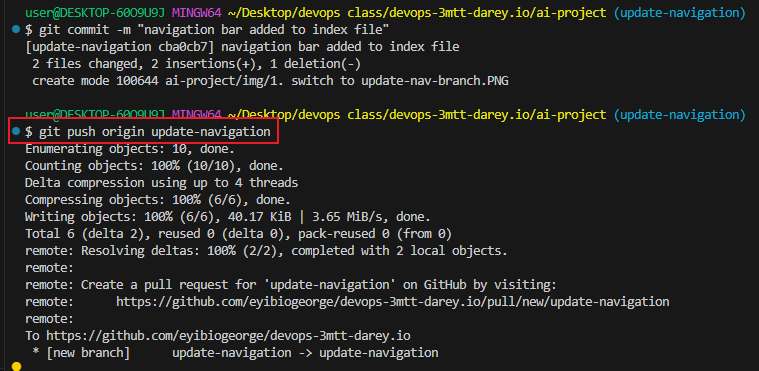 user@DESKTOP-60O9U9J MINGW64 ~/Desktop/devops class/devops-3mtt-darey.io/ai-project (update-navigation)
$ git commit -m "navigation bar added to index file"
[update-navigation cba0cb7] navigation bar added to index file
 2 files changed, 2 insertions(+), 1 deletion(-)
 create mode 100644 ai-project/img/1. switch to update-nav-branch.PNG
user@DESKTOP-60O9U9J MINGW64 ~/Desktop/devops class/devops-3mtt-darey.io/ai-project (update-navigation)
$ git push origin update-navigation
Enumerating objects: 10, done.
Counting objects: 100% (10/10), done.
Delta compression using up to 4 threads
Compressing objects: 100% (6/6), done.
Writing objects: 100% (6/6), 40.17 KiB | 3.65 MiB/s, done.
Total 6 (delta 2), reused 0 (delta 0), pack-reused 0 (from 0)
remote: Resolving deltas: 100% (2/2), completed with 2 local objects.
remote:
remote: Create a pull request for 'update-navigation' on GitHub by visiting:
remote:      https://github.com/eyibiogeorge/devops-3mtt-darey.io/pull/new/update-navigation
remote:
To https://github.com/eyibiogeorge/devops-3mtt-darey.io
 * [new branch]      update-navigation -> update-navigation